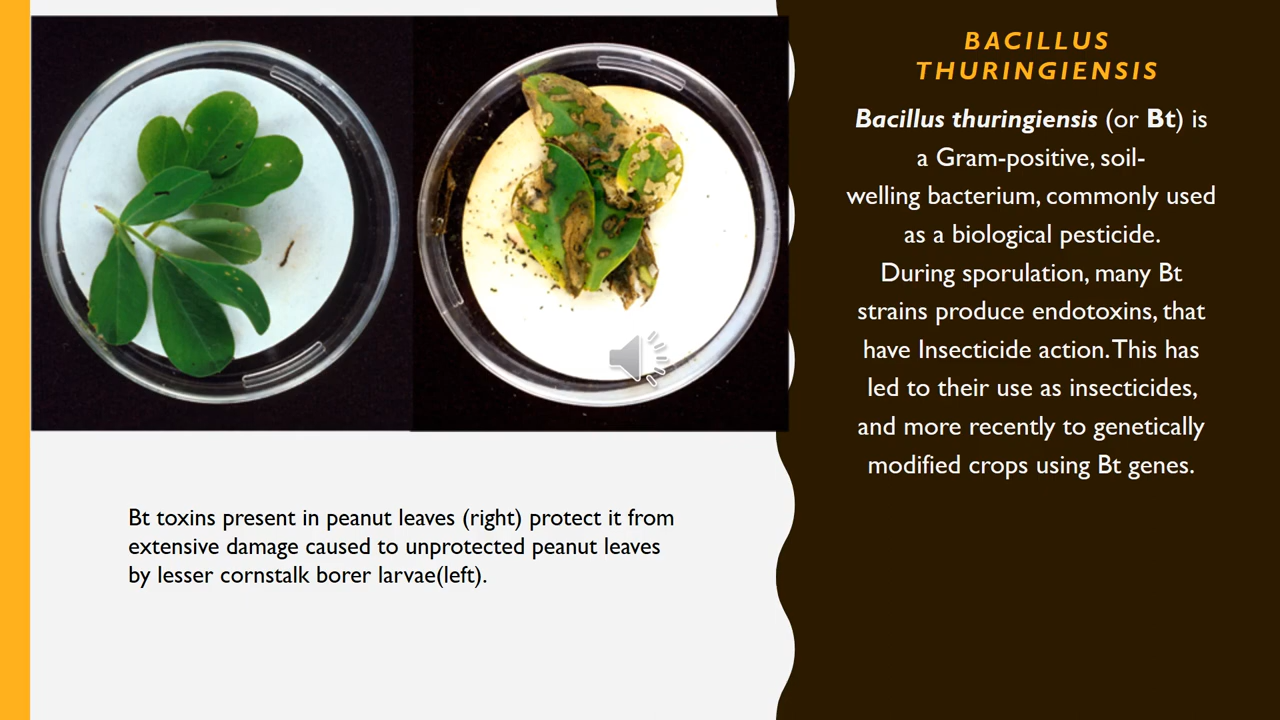 BACILLUS
THURINGIENSIS
Bacillus thuringiensis (or Bt) is
a Gram-positive, soil-
welling bacterium, commonly used
as a biological pesticide.
During sporulation, many Bt
strains produce endotoxins, that
have Insecticide action. This has
led to their use as insecticides,
and more recently to genetically
modified crops using Bt genes.
Bt toxins present in peanut leaves (right) protect it from
extensive damage caused to unprotected peanut leaves
by lesser cornstalk borer larvae(left).